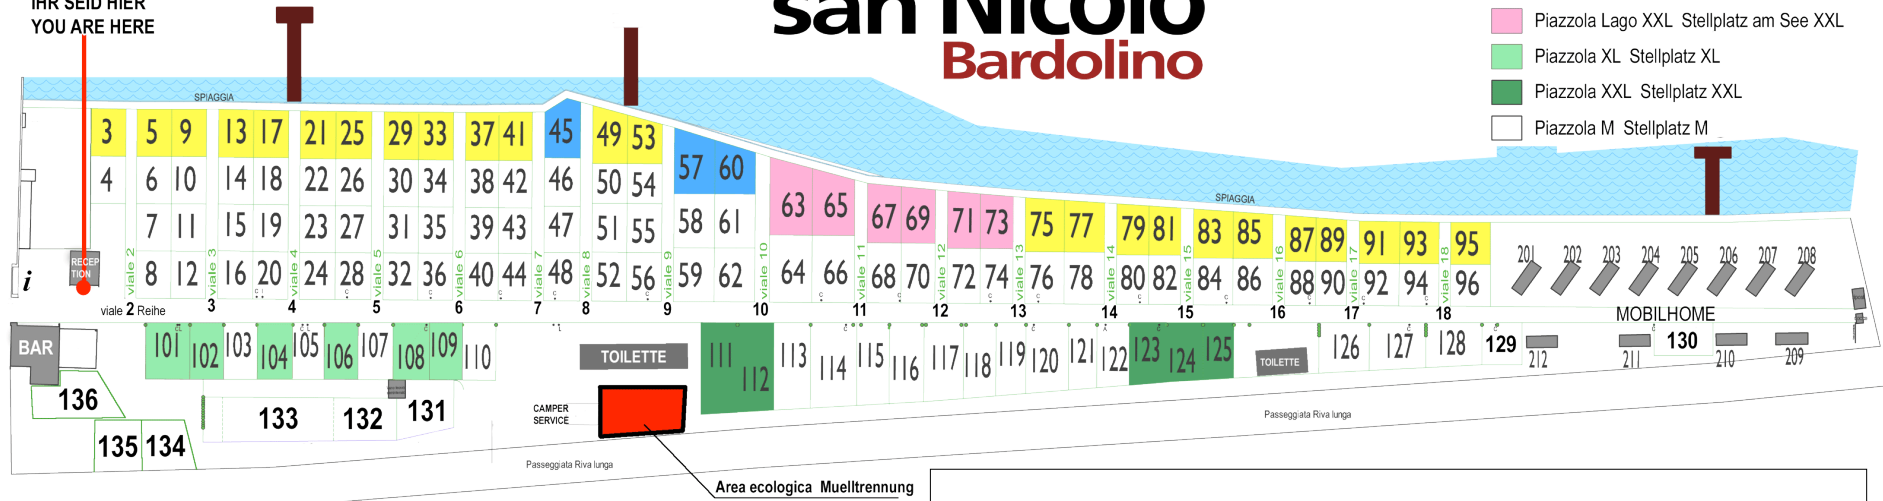 IHR SEID HIER
YOU ARE HERE
san Nicolò
Bardolino
Piazzola Lago XXL Stellplatz am See XXL
Piazzola XL Stellplatz XL
Piazzola XXL Stellplatz XXL
Piazzola M Stellplatz M
SPIAGGIA
SPIAGGIA
3 5 9 13 17 21 25 29 33 37 41 45 49 53
57 60
4 6 10 14 18 22 26 30 34 38 42 46 50 54
63 65 67 69 71 73 75 77 79 81 83 85 87 89 91 93 95
7 11 15 19 23 27 31 35 39 43 47 51 55 58 61
8 12 16 20 24 28 32 36 40 44 48 52 56 59 62 64 66 68 70 72 74 76 78 80 82 84 86 88 90 92 94 96
viale 2 viale 3 viale 4 viale 5 viale 6 viale 7 viale 8 viale 9 viale 10 viale 11 viale 12 viale 13 viale 14 viale 15 viale 16 viale 17 viale 18
201 202 203 204 205 206 207 208
RECEP
TION
i
viale 2 Reihe 3 4 5 6 7 8 9 10 11 12 13 14 15 16 17 18
MOBILHOME
BAR
101 102 103 104 105 106 107 108 109 110
TOILETTE
111 112 113 114 115 116 117 118 119 120 121 122 123 124 125
TOILETTE
126 127 128 129 212 211 130 210 209
136
133 132 131
135 134
CAMPER
SERVICE
Passeggiata Riva lunga
Passeggiata Riva lunga
Area ecologica Muelltrennung